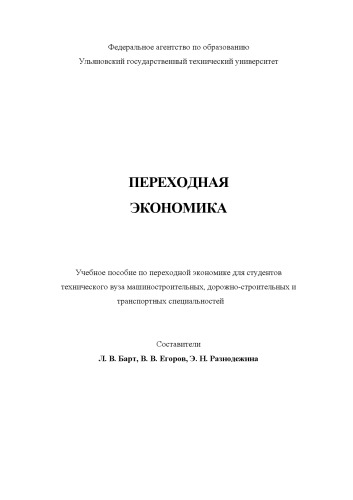 Федеральное агентство по образованию
Ульяновский государственный технический университет
ПЕРЕХОДНАЯ
ЭКОНОМИКА
Учебное пособие по переходной экономике для студентов
технического вуза машиностроительных, дорожно-строительных и
транспортных специальностей
Составители
Л. В. Барт, В. В. Егоров, Э. Н. Разнодежина